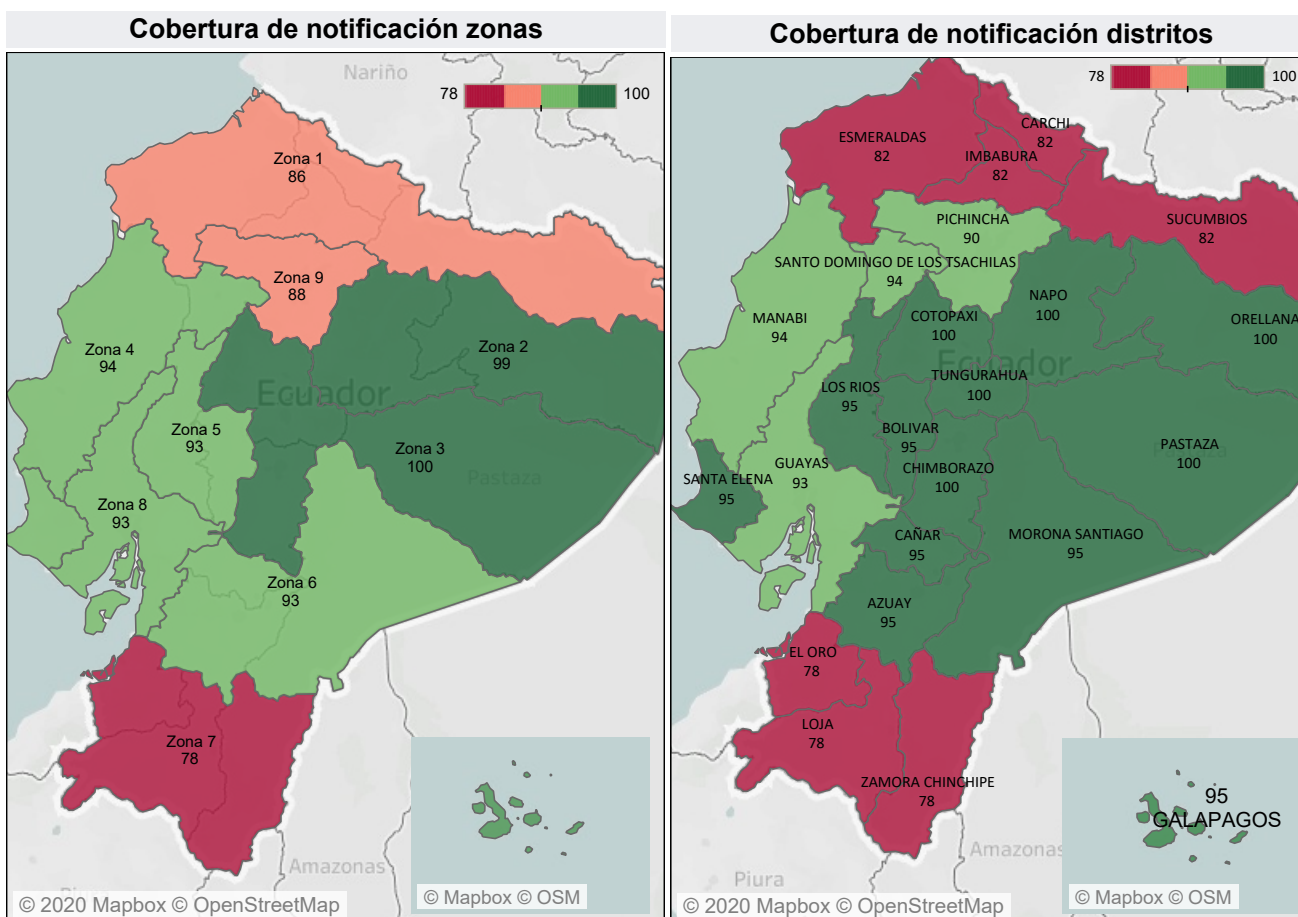 Cobertura de notificación zonas
Nariño
78
100
Zona 1
86
Zona 9
88
Zona 2
99
Zona 4
94
Ecuador
Zona 5
93
Zona 3
100
Pastaza
Zona 8
93
Zona 6
93
Zona 7
78
Amazonas
Piura
© Mapbox © OSM
© 2020 Mapbox © OpenStreetMap
Cobertura de notificación distritos
78
100
ESMERALDAS
82
CARCHI
82
IMBABURA
82
SUCUMBIOS
82
PICHINCHA
90
SANTO DOMINGO DE LOS TSACHILAS
94
NAPO
100
MANABI
94
COTOPAXI
100
ORELLANA
100
Ecuador
LOS RIOS
95
TUNGURAHUA
100
BOLIVAR
95
PASTAZA
100
Pastaza
GUAYAS
93
CHIMBORAZO
100
SANTA ELENA
95
CAÑAR
95
MORONA SANTIAGO
95
AZUAY
95
EL ORO
78
LOJA
78
ZAMORA CHINCHIPE
78
95
GALAPAGOS
Amazonas
Piura
© Mapbox © OSM
© 2020 Mapbox © OpenStreetMap